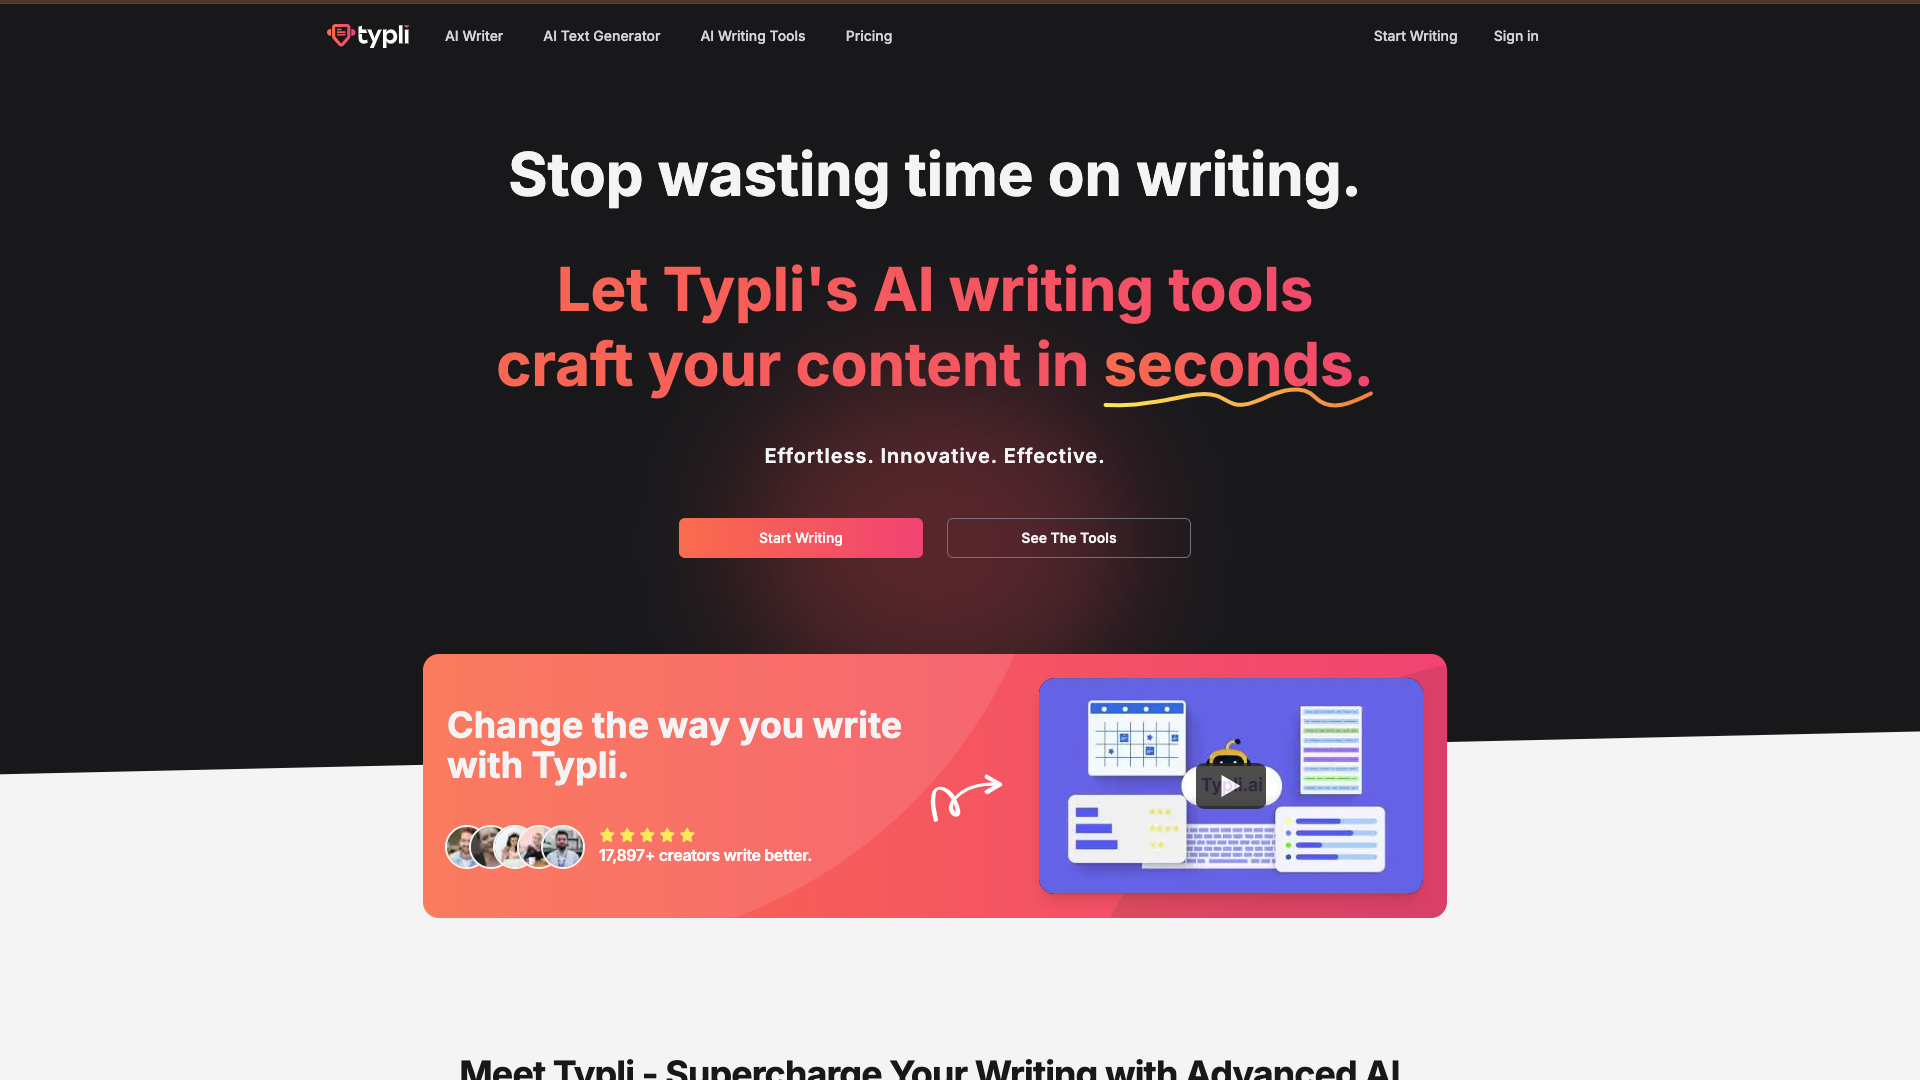 typli
AI Writer
AI Text Generator
AI Writing Tools
Pricing
Start Writing
Sign in
Stop wasting time on writing.
Let Typli's AI writing tools
craft your content in seconds.
Effortless. Innovative. Effective.
Start Writing
See The Tools
Change the way you write
with Typli.
17,897+ creators write better.
Typli.ai
Meet Typli - Supercharge Your Writing with Advanced AI